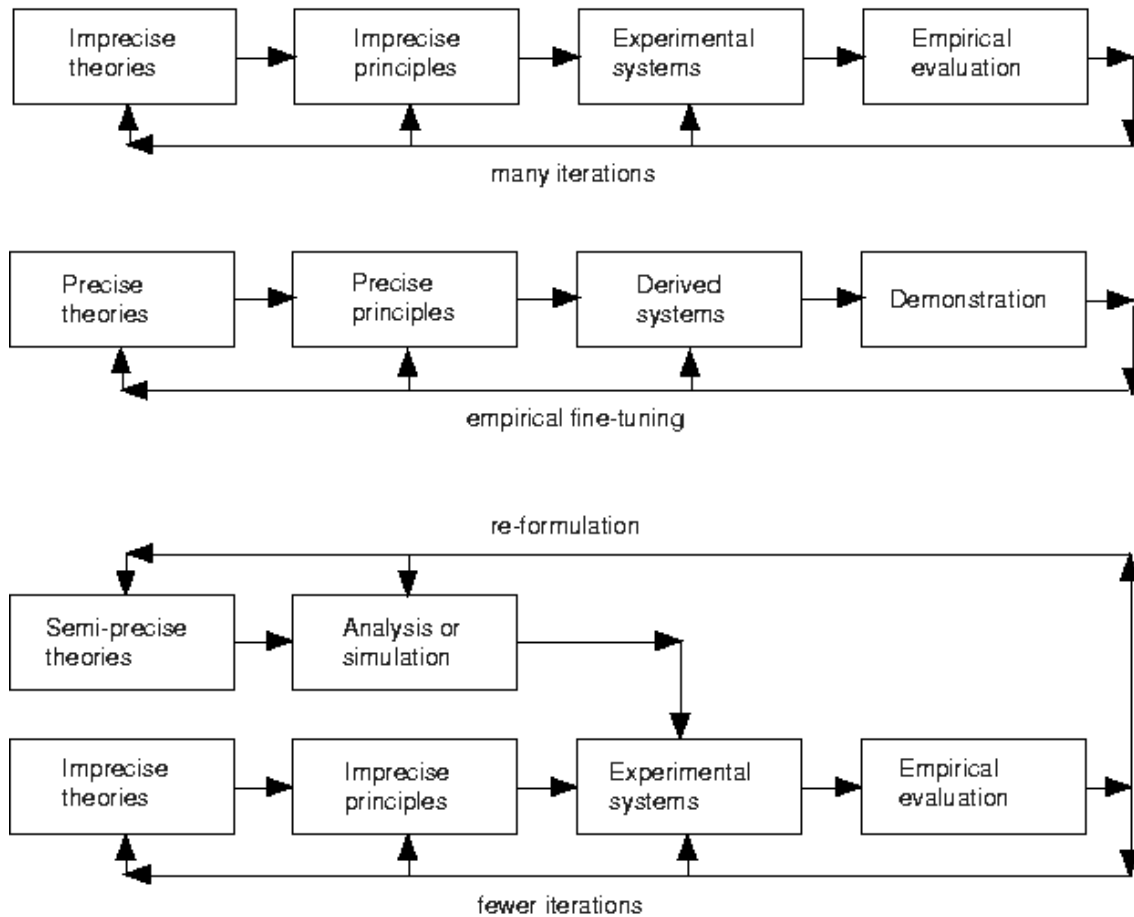 Imprecise
theories
Imprecise
principles
Experimental
systems
Empirical
evaluation
many iterations
Precise
theories
Precise
principles
Derived
systems
Demonstration
empirical fine-tuning
re-formulation
Semi-precise
theories
Analysis or
simulation
Imprecise
theories
Imprecise
principles
Experimental
systems
Empirical
evaluation
fewer iterations